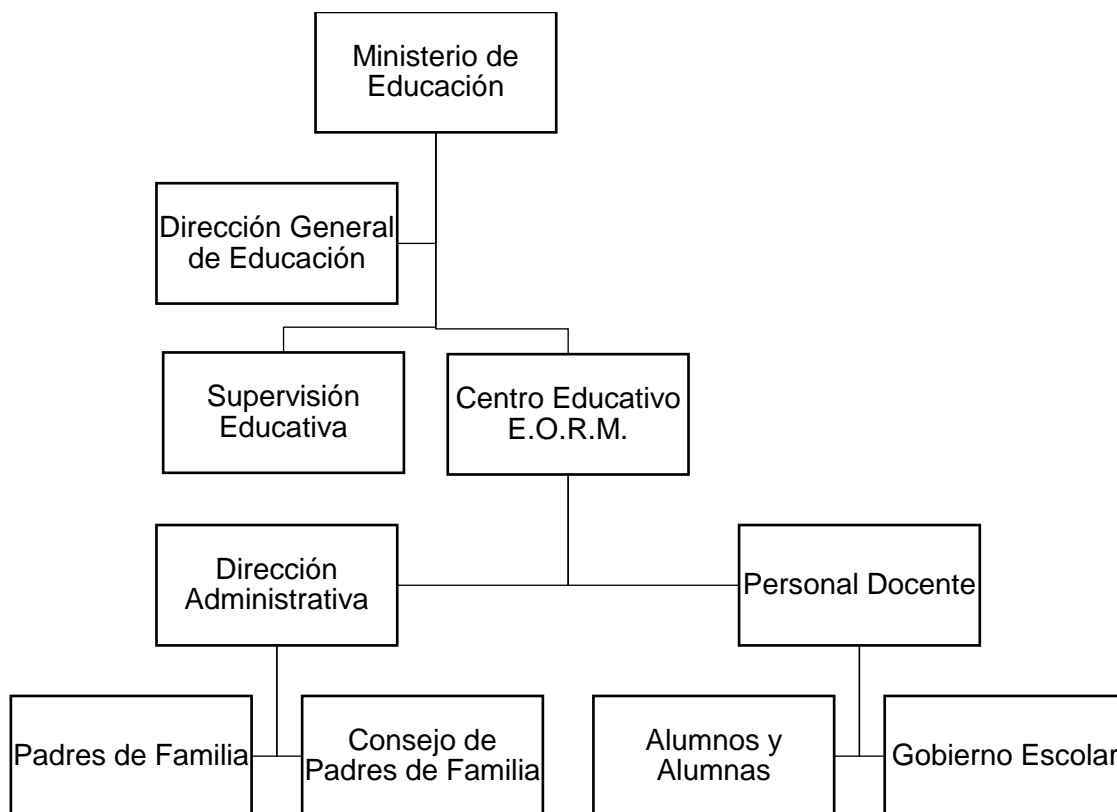 Ministerio de
Educación
Dirección General
de Educación
Supervisión
Educativa
Centro Educativo
E.O.R.M.
Dirección
Administrativa
Personal Docente
Padres de Familia
Consejo de
Padres de Familia
Alumnos y
Alumnas
Gobierno Escolar